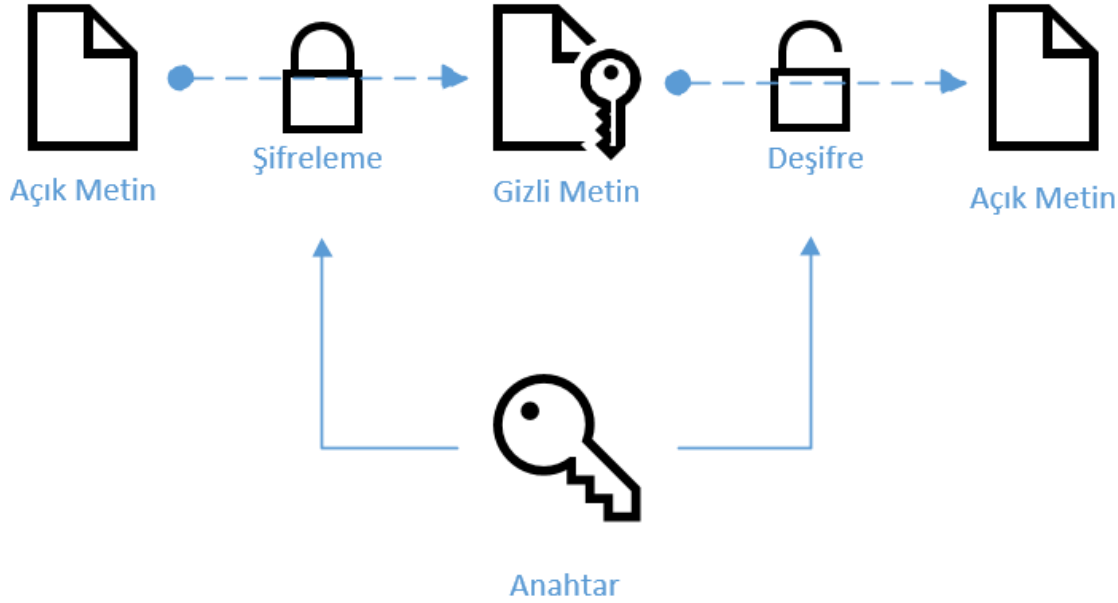 Şifreleme
Deşifre
Açık Metin
Gizli Metin
Açık Metin
Anahtar